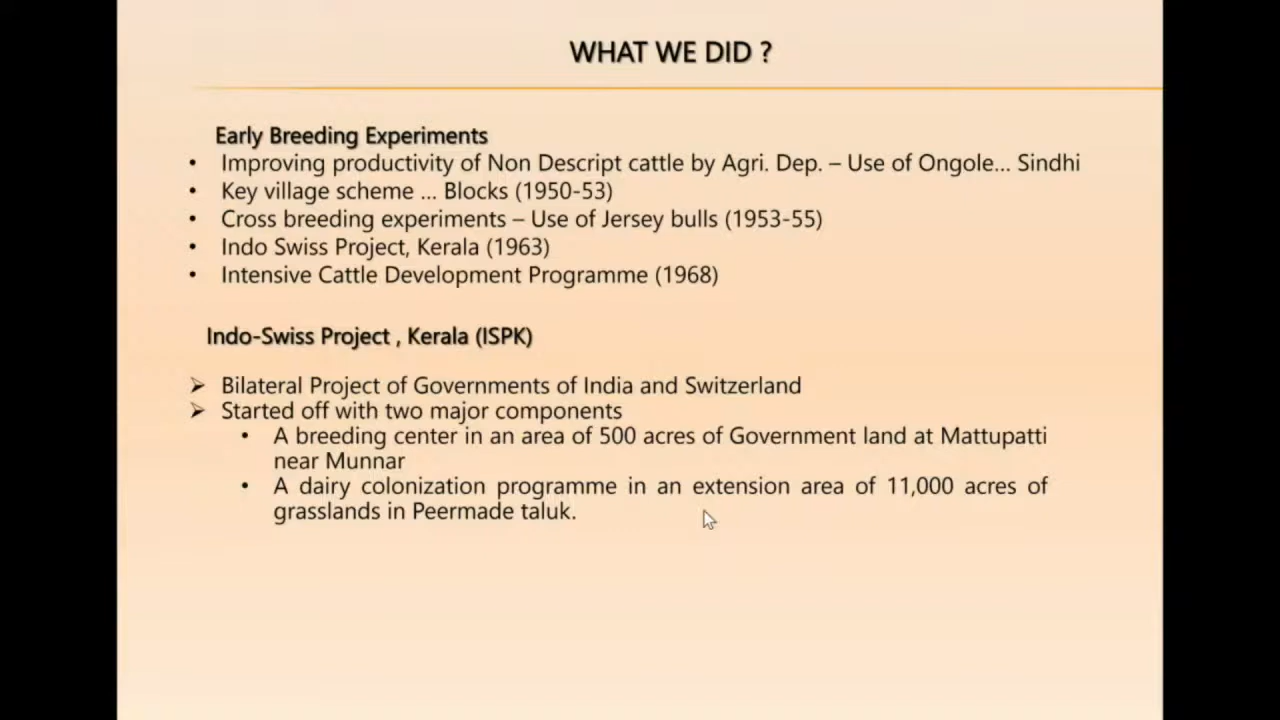 WHAT WE DID ?
Early Breeding Experiments
• Improving productivity of Non Descript cattle by Agri. Dep. – Use of Ongole... Sindhi
• Key village scheme ... Blocks (1950-53)
• Cross breeding experiments – Use of Jersey bulls (1953-55)
• Indo Swiss Project, Kerala (1963)
• Intensive Cattle Development Programme (1968)
Indo-Swiss Project , Kerala (ISPK)
➢ Bilateral Project of Governments of India and Switzerland
➢ Started off with two major components
• A breeding center in an area of 500 acres of Government land at Mattupatti
near Munnar
• A dairy colonization programme in an extension area of 11,000 acres of
grasslands in Peermade taluk.